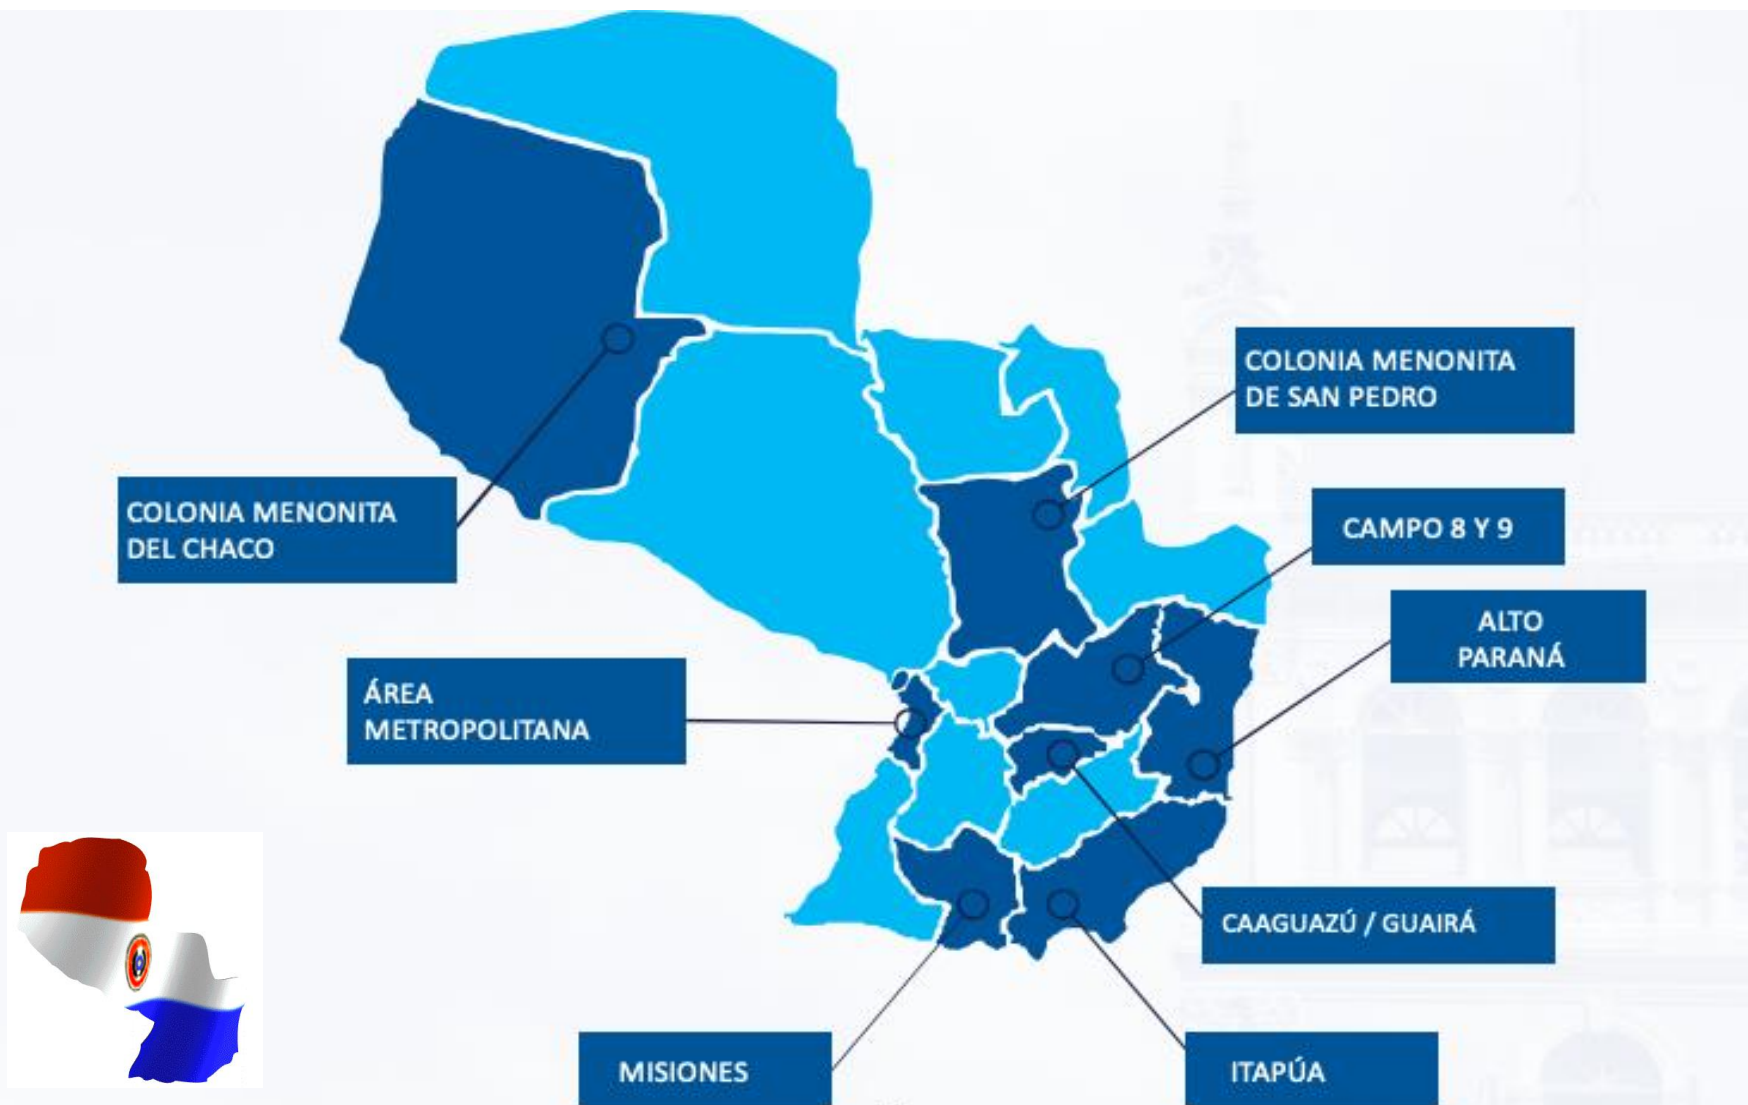 COLONIA MENONITA
DE SAN PEDRO
COLONIA MENONITA
DEL CHACO
CAMPO 8 Y 9
ALTO
PARANÁ
ÁREA
METROPOLITANA
CAAGUAZÚ / GUAIRÁ
MISIONES
ITAPÚA